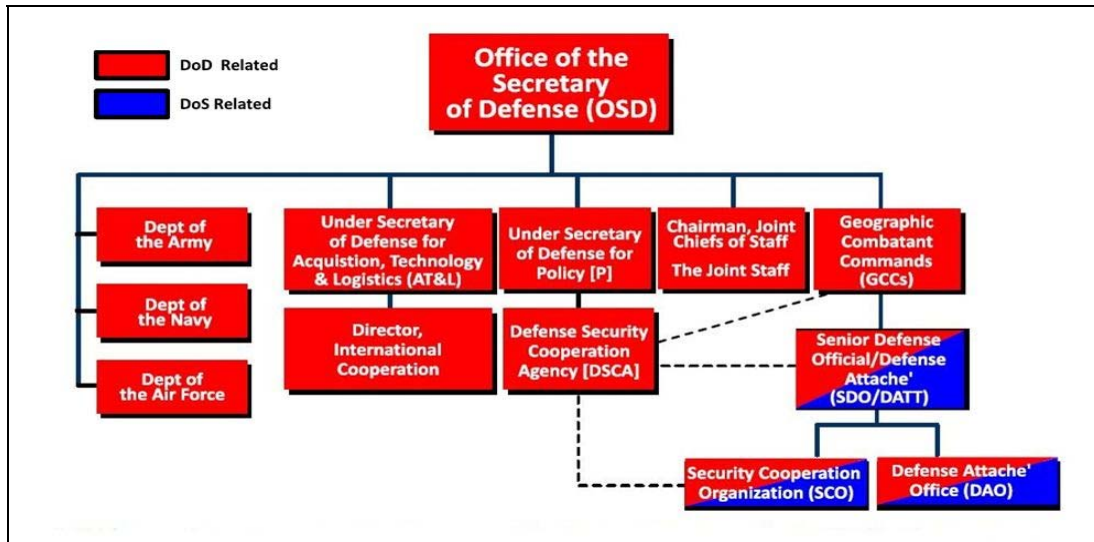 DoD Related
DoS Related
Office of the
Secretary
of Defense (OSD)
Dept of
the Army
Dept of
the Navy
Dept of
the Air Force
Under Secretary
of Defense for
Acquistion, Technology
& Logistics (AT&L)
Director,
International
Cooperation
Under Secretary
of Defense for
Policy [P]
Defense Security
Cooperation
Agency [DSCA]
Chairman, Joint
Chiefs of Staff
The Joint Staff
Geographic
Combatant
Commands
(GCCs)
Senior Defense
Official/Defense
Attache'
(SDO/DATT)
Security Cooperation
Organization (SCO)
Defense Attache'
Office (DAO)